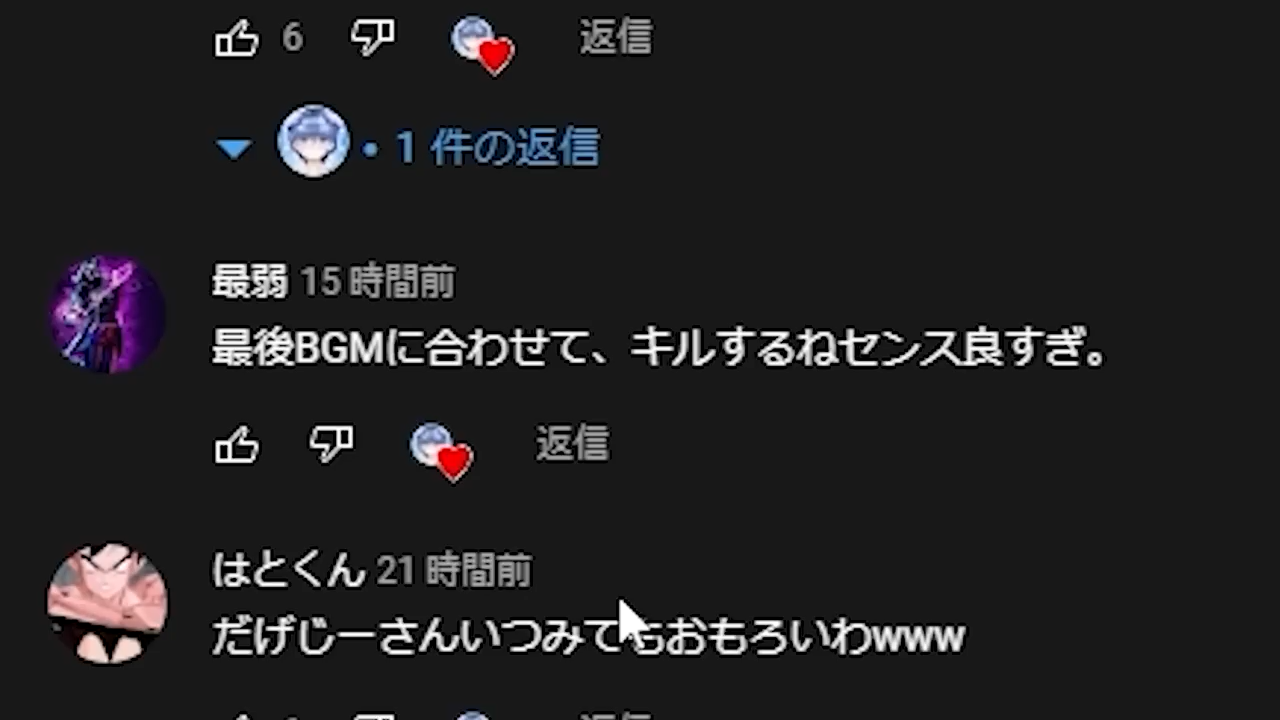 6 返信
• 1 件の返信
最弱 15 時間前
最後BGMに合わせて、キルするねセンス良すぎ。
返信
はとくん 21 時間前
だげじーさんいつみてもおもろいわwww
返信